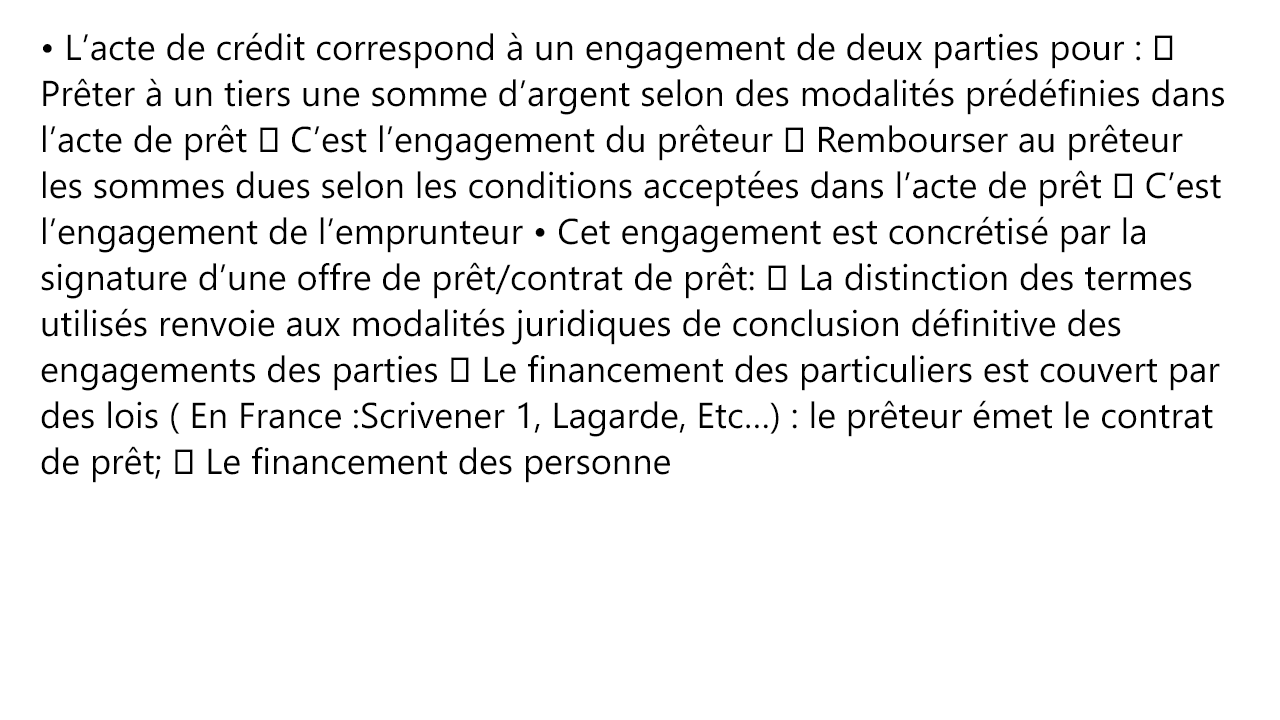 • L’acte de crédit correspond à un engagement de deux parties pour : 
Prêter à un tiers une somme d’argent selon des modalités prédéfinies dans
l’acte de prêt  C’est l’engagement du prêteur  Rembourser au prêteur
les sommes dues selon les conditions acceptées dans l’acte de prêt  C’est
l’engagement de l’emprunteur • Cet engagement est concrétisé par la
signature d’une offre de prêt/contrat de prêt:  La distinction des termes
utilisés renvoie aux modalités juridiques de conclusion définitive des
engagements des parties  Le financement des particuliers est couvert par
des lois ( En France :Scrivener 1, Lagarde, Etc…) : le prêteur émet le contrat
de prêt;  Le financement des personne